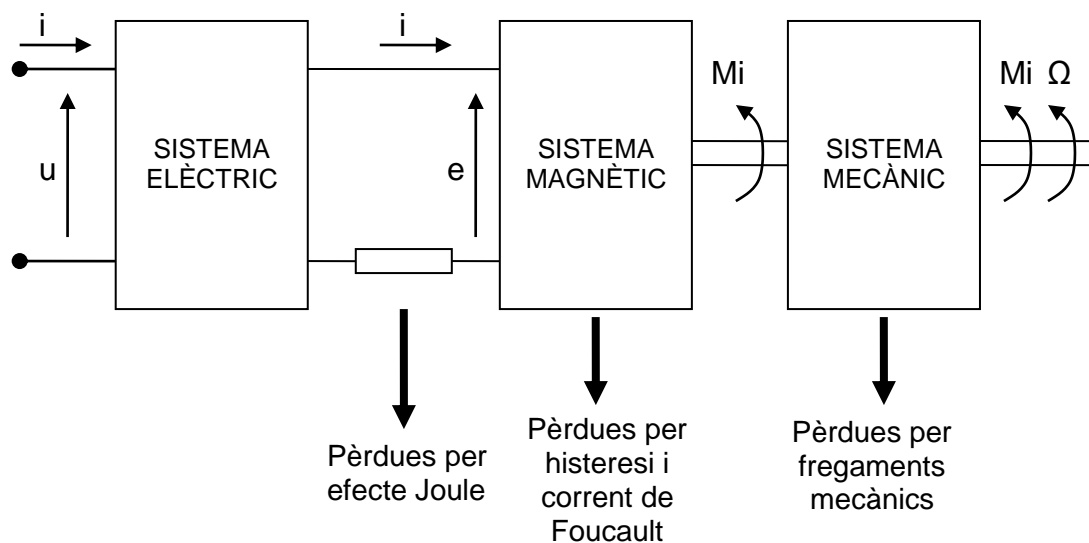 i
i
Mi
Mi Ω
u
SISTEMA
ELÈCTRIC
e
SISTEMA
MAGNÈTIC
SISTEMA
MECÀNIC
Pèrdues per
efecte Joule
Pèrdues per
histeresi i
corrent de
Foucault
Pèrdues per
fregaments
mecànics